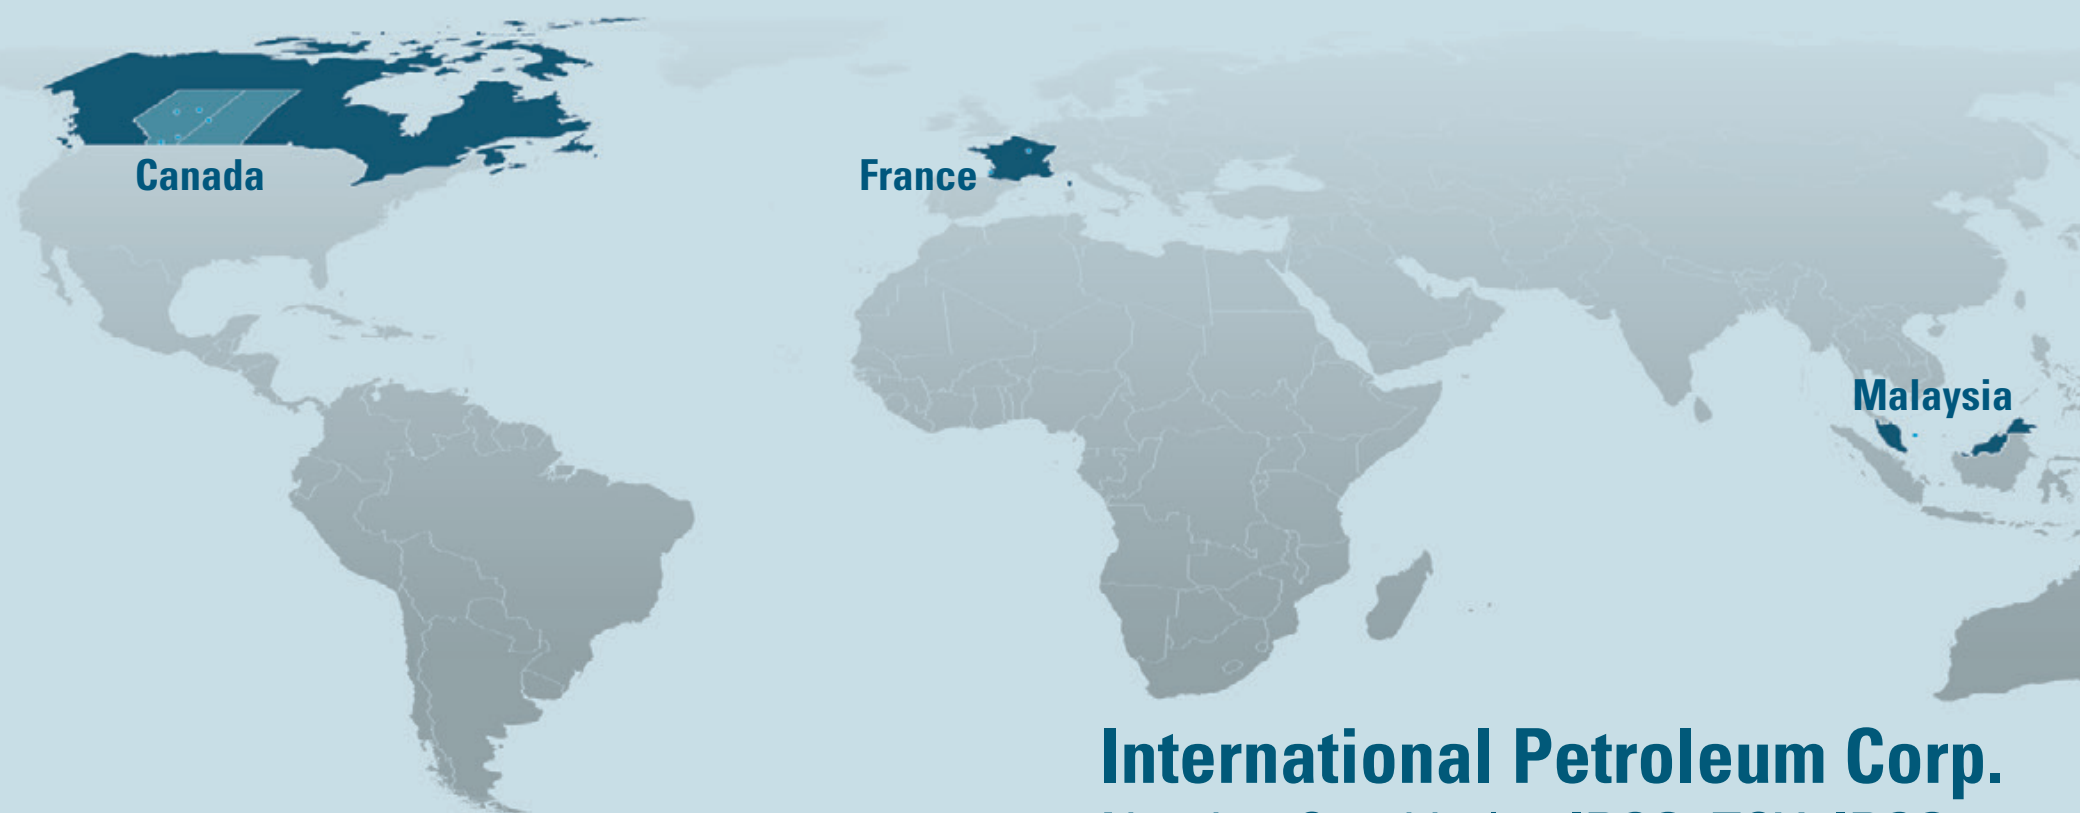 Canada
France
Malaysia
International Petroleum Corp.